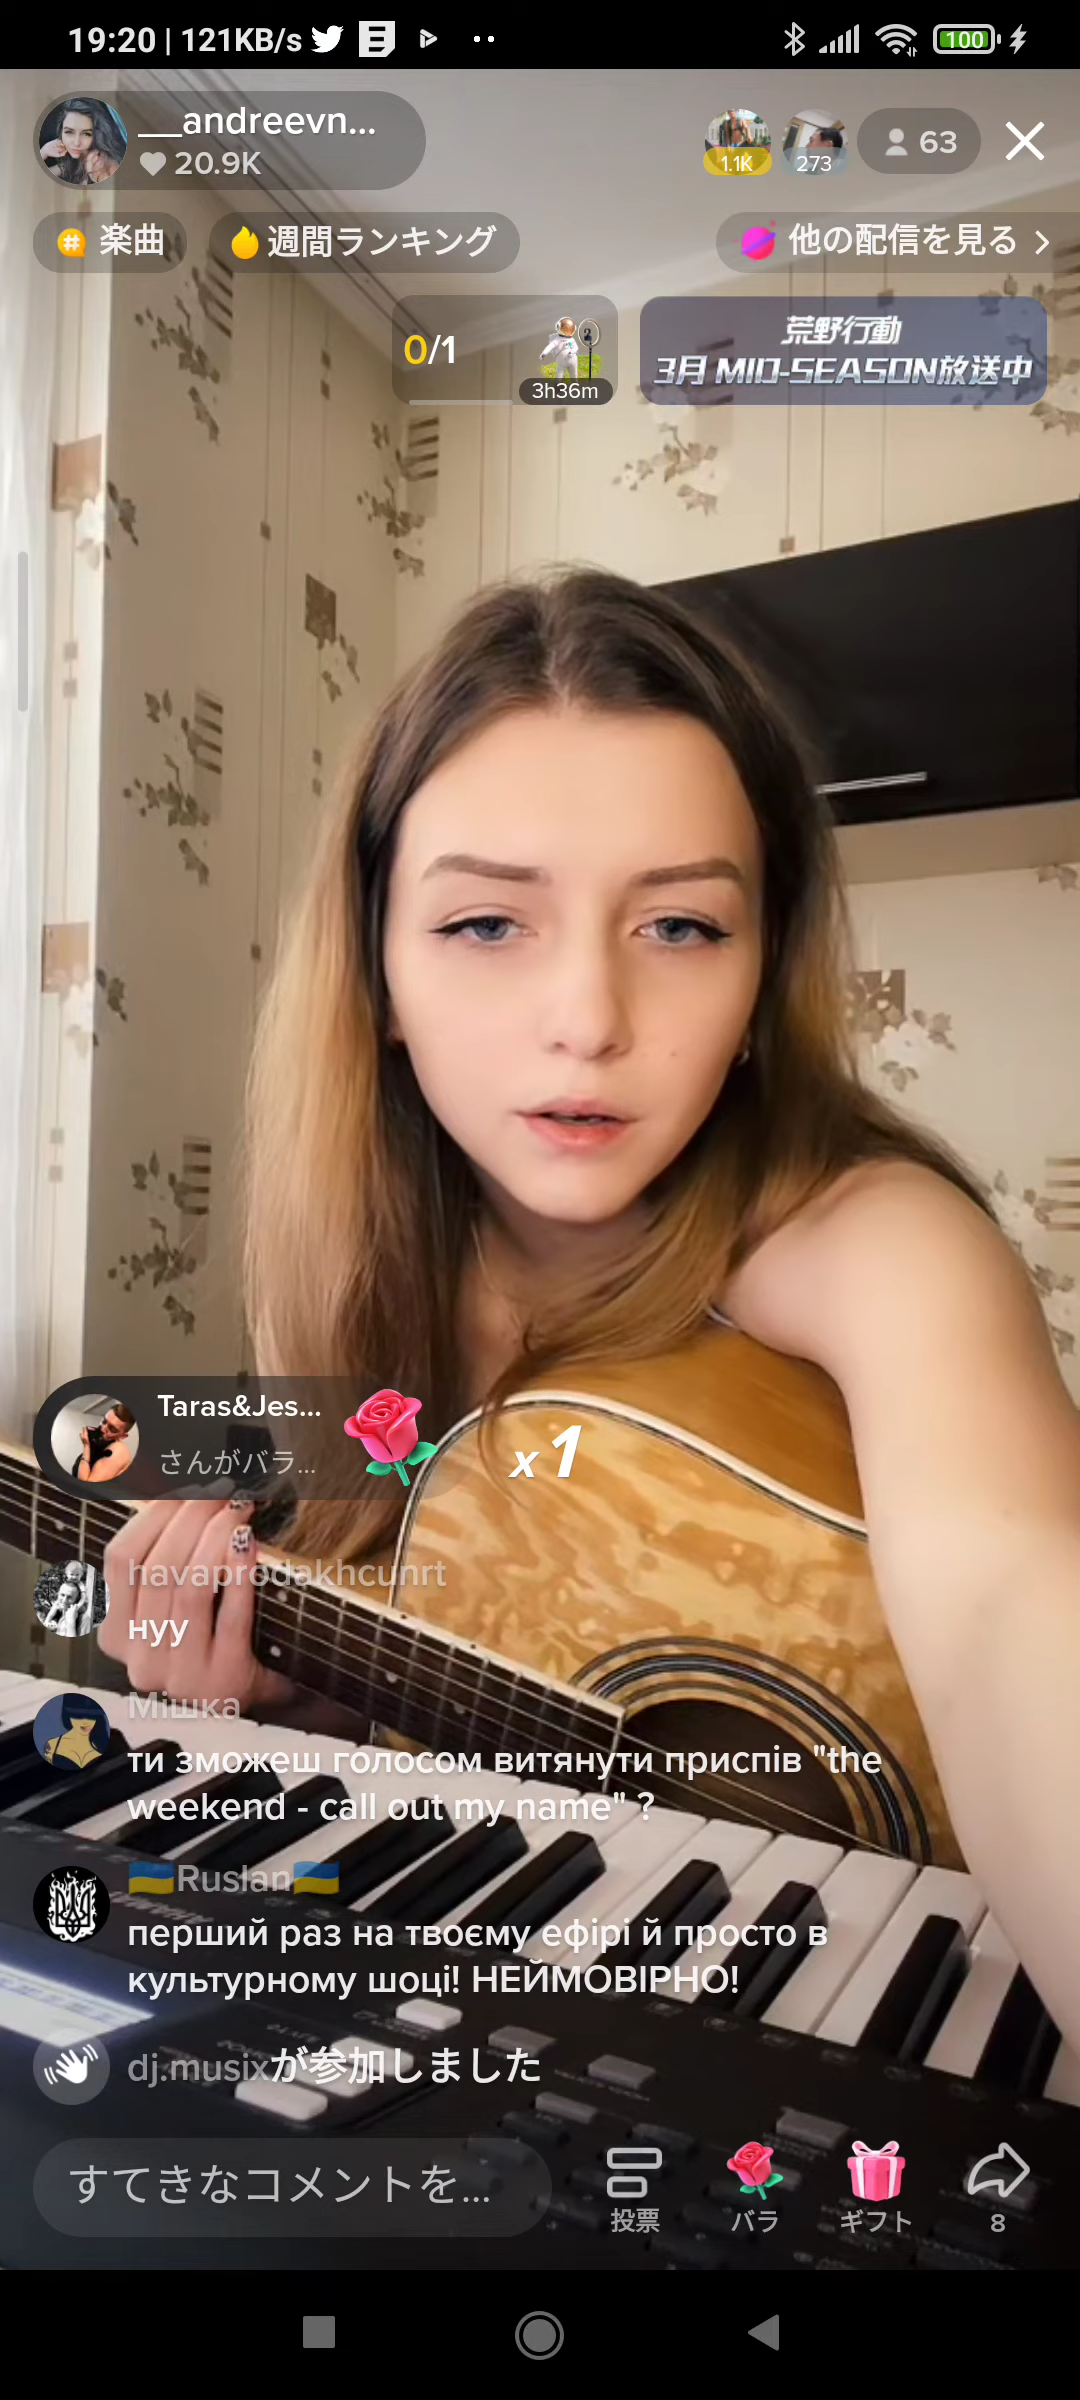 19:20 | 121KB/s
100
__andreevn...
20.9K
1.1K
273
63
楽曲
週間ランキング
他の配信を見る
0/1
2
3h36m
荒野行動
3月 MID-SEASON放送中
Taras&Jes...
さんがバラ...
x1
havaprodakhcunrt
нуу
Мішка
ти зможеш голосом витянути приспів "the
weekend - call out my name" ?
🇺🇦Ruslan🇺🇦
перший раз на твоєму ефірі й просто в
культурному шоці! НЕЙМОВІРНО!
dj.musixが参加しました
すてきなコメントを...
投票
バラ
ギフト
8